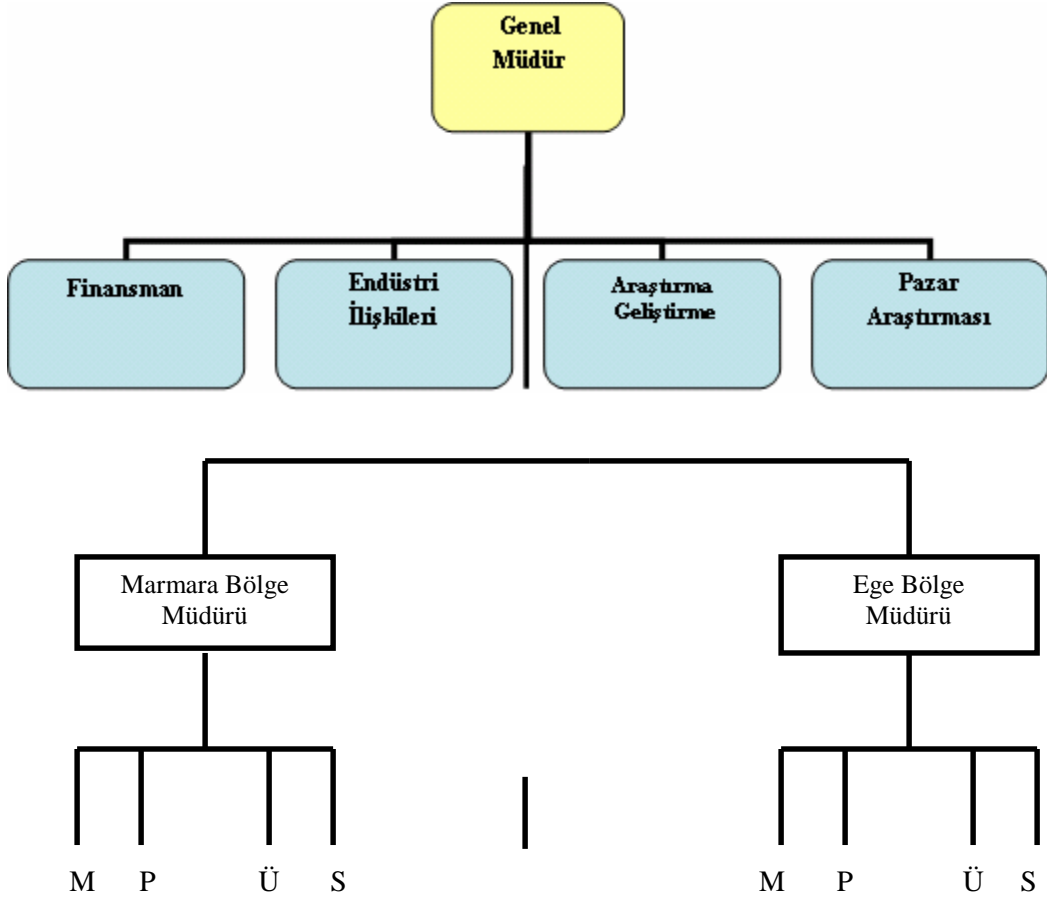 Genel
Müdür
Finansman
Endüstri
İlişkileri
Araştırma
Geliştirme
Pazar
Araştırması
Marmara Bölge
Müdürü
Ege Bölge
Müdürü
M P Ü S
M P Ü S